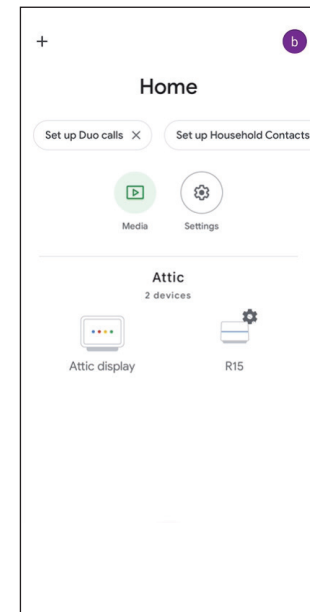 +
b
Home
Set up Duo calls × Set up Household Contacts
Media Settings
Attic
2 devices
Attic display R15